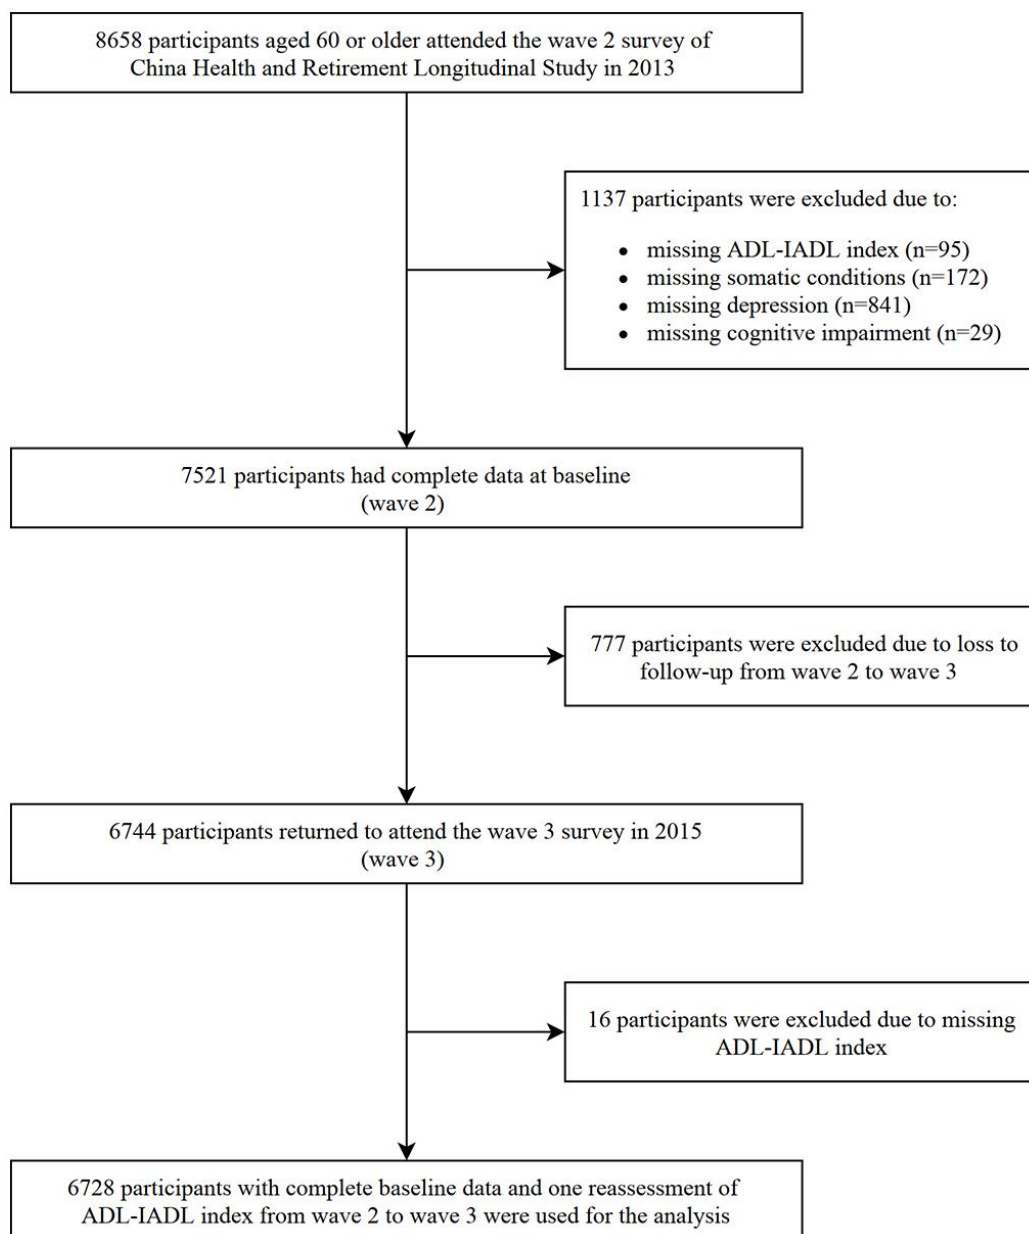 8658 participants aged 60 or older attended the wave 2 survey of
China Health and Retirement Longitudinal Study in 2013
1137 participants were excluded due to:
• missing ADL-IADL index (n=95)
• missing somatic conditions (n=172)
• missing depression (n=841)
• missing cognitive impairment (n=29)
7521 participants had complete data at baseline
(wave 2)
777 participants were excluded due to loss to
follow-up from wave 2 to wave 3
6744 participants returned to attend the wave 3 survey in 2015
(wave 3)
16 participants were excluded due to missing
ADL-IADL index
6728 participants with complete baseline data and one reassessment of
ADL-IADL index from wave 2 to wave 3 were used for the analysis